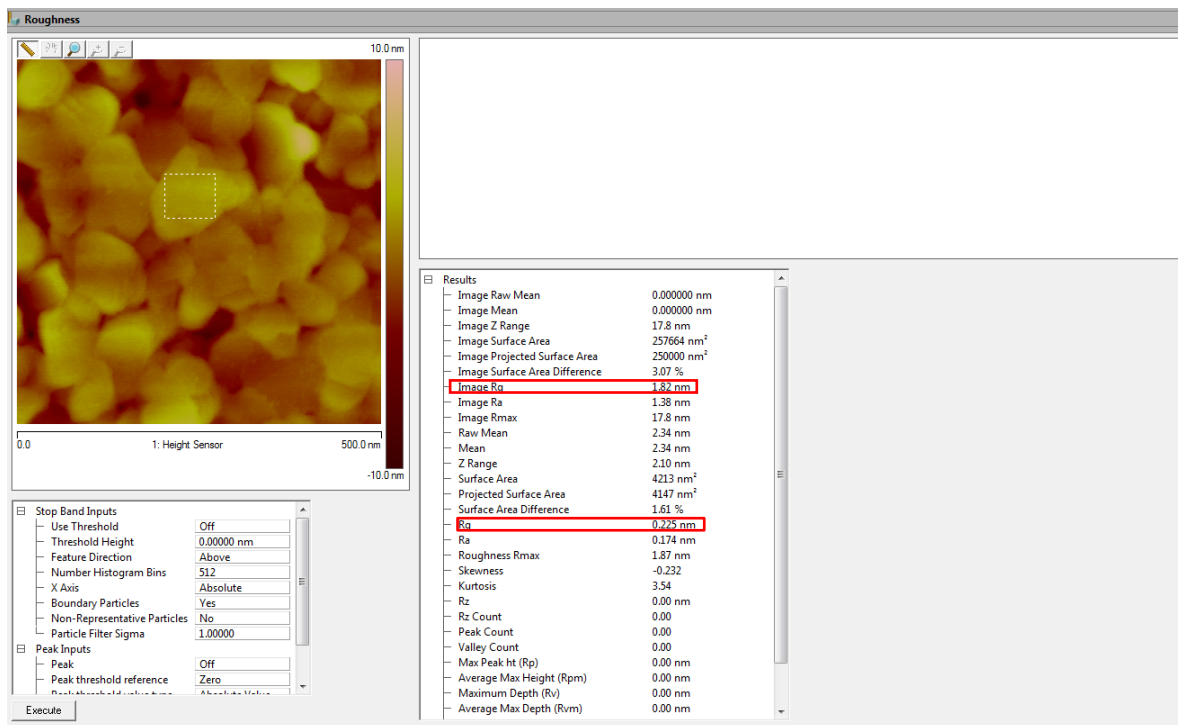 Roughness
10.0 nm
0.0 1: Height Sensor 500.0 nm
-10.0 nm
Stop Band Inputs
Use Threshold Off
Threshold Height 0.00000 nm
Feature Direction Above
Number Histogram Bins 512
X Axis Absolute
Boundary Particles Yes
Non-Representative Particles No
Particle Filter Sigma 1.00000
Peak Inputs
Peak Off
Peak threshold reference Zero
Peak threshold value type Absolute Value
Execute
Results
Image Raw Mean 0.000000 nm
Image Mean 0.000000 nm
Image Z Range 17.8 nm
Image Surface Area 257664 nm²
Image Projected Surface Area 250000 nm²
Image Surface Area Difference 3.07 %
Image Rq 1.82 nm
Image Ra 1.38 nm
Image Rmax 17.8 nm
Raw Mean 2.34 nm
Mean 2.34 nm
Z Range 2.10 nm
Surface Area 4213 nm²
Projected Surface Area 4147 nm²
Surface Area Difference 1.61 %
Rq 0.225 nm
Ra 0.174 nm
Roughness Rmax 1.87 nm
Skewness -0.232
Kurtosis 3.54
Rz 0.00 nm
Rz Count 0.00
Peak Count 0.00
Valley Count 0.00
Max Peak ht (Rp) 0.00 nm
Average Max Height (Rpm) 0.00 nm
Maximum Depth (Rv) 0.00 nm
Average Max Depth (Rvm) 0.00 nm